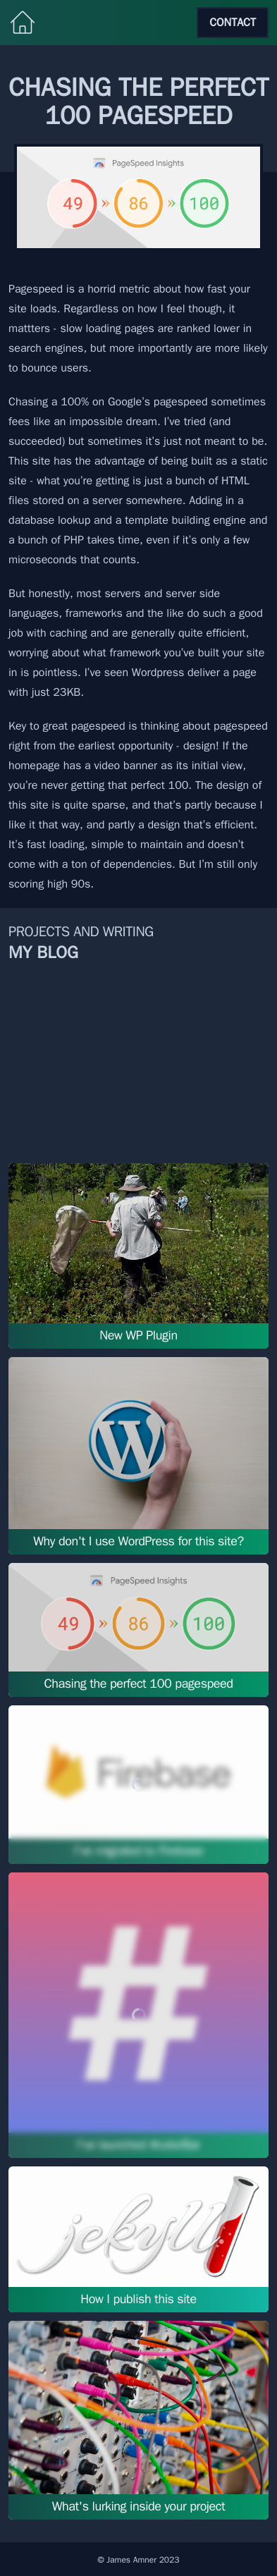 CONTACT
CHASING THE PERFECT
100 PAGESPEED
PageSpeed Insights
49 » 86 » 100
Pagespeed is a horrid metric about how fast your
site loads. Regardless on how I feel though, it
mattters - slow loading pages are ranked lower in
search engines, but more importantly are more likely
to bounce users.
Chasing a 100% on Google's pagespeed sometimes
fees like an impossible dream. I've tried (and
succeeded) but sometimes it's just not meant to be.
This site has the advantage of being built as a static
site - what you're getting is just a bunch of HTML
files stored on a server somewhere. Adding in a
database lookup and a template building engine and
a bunch of PHP takes time, even if it's only a few
microseconds that counts.
But honestly, most servers and server side
languages, frameworks and the like do such a good
job with caching and are generally quite efficient,
worrying about what framework you've built your site
in is pointless. I've seen Wordpress deliver a page
with just 23KB.
Key to great pagespeed is thinking about pagespeed
right from the earliest opportunity - design! If the
homepage has a video banner as its initial view,
you're never getting that perfect 100. The design of
this site is quite sparse, and that's partly because I
like it that way, and partly a design that's efficient.
It's fast loading, simple to maintain and doesn't
come with a ton of dependencies. But I'm still only
scoring high 90s.
PROJECTS AND WRITING
MY BLOG
New WP Plugin
Why don't I use WordPress for this site?
PageSpeed Insights
49 » 86 » 100
Chasing the perfect 100 pagespeed
Firebase
I've migrated to Firebase
#
jekyll
How I publish this site
What's lurking inside your project
© James Amner 2023